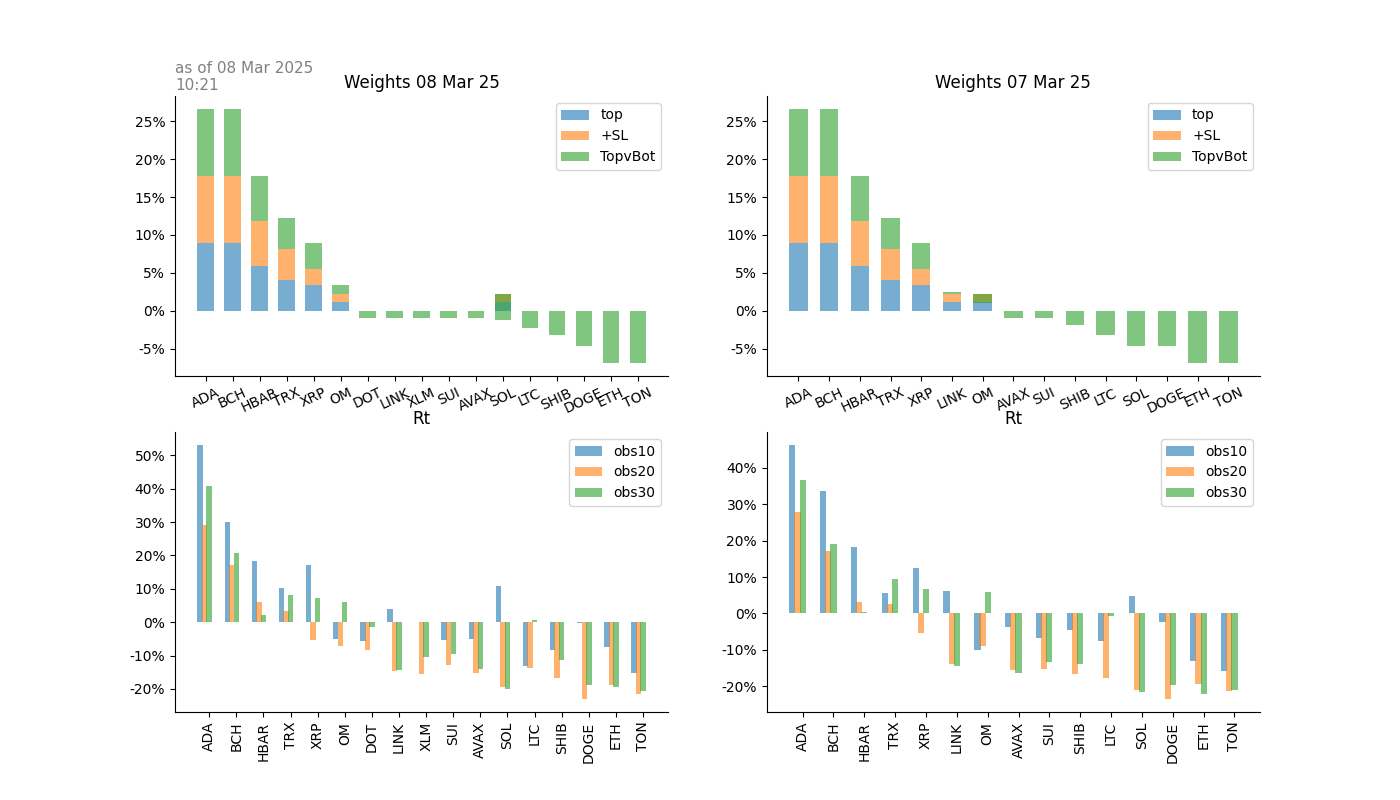 as of 08 Mar 2025
10:21
Weights 08 Mar 25
25%
20%
15%
10%
5%
0%
-5%
top
+SL
TopvBot
ADA BCH HBAR TRX XRP OM DOT LINK XLM SUI AVAX SOL LTC SHIB DOGE ETH TON
Weights 07 Mar 25
25%
20%
15%
10%
5%
0%
-5%
top
+SL
TopvBot
ADA BCH HBAR TRX XRP LINK OM AVAX SUI SHIB LTC SOL DOGE ETH TON
Rt
50%
40%
30%
20%
10%
0%
-10%
-20%
obs10
obs20
obs30
ADA BCH HBAR TRX XRP OM DOT LINK XLM SUI AVAX SOL LTC SHIB DOGE ETH TON
Rt
40%
30%
20%
10%
0%
-10%
-20%
obs10
obs20
obs30
ADA BCH HBAR TRX XRP LINK OM AVAX SUI SHIB LTC SOL DOGE ETH TON